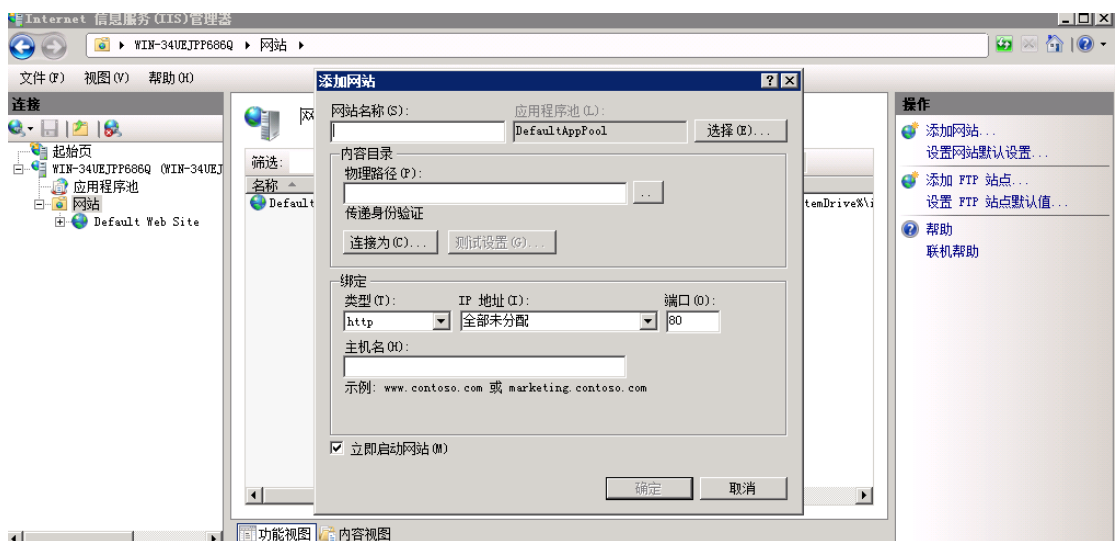 Internet 信息服务(IIS)管理器
WIN-34UEJPP686Q
网站
文件(F) 视图(V) 帮助(H)
连接
起始页
WIN-34UEJPP686Q (WIN-34UEJ
应用程序池
网站
Default Web Site
网
筛选:
名称
Default
temDrive%\i
添加网站
网站名称(S):
应用程序池(L):
DefaultAppPool
选择(E)...
内容目录
物理路径(P):
..
传递身份验证
连接为(C)...
测试设置(G)...
绑定
类型(T): IP 地址(I): 端口(O):
http 全部未分配 80
主机名(H):
示例: www.contoso.com 或 marketing.contoso.com
立即启动网站(M)
确定 取消
功能视图 内容视图
操作
添加网站...
设置网站默认设置...
添加 FTP 站点...
设置 FTP 站点默认值...
帮助
联机帮助